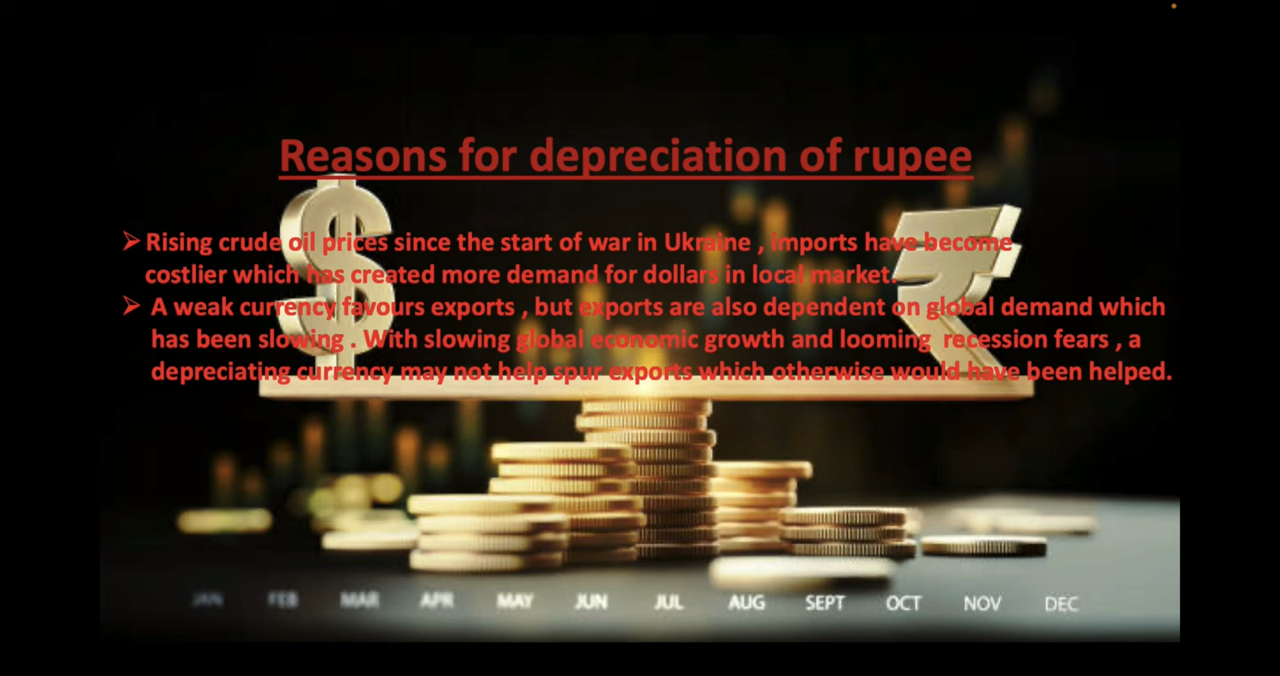 Reasons for depreciation of rupee
➢ Rising crude oil prices since the start of war in Ukraine , imports have become
costlier which has created more demand for dollars in local market.
➢ A weak currency favours exports , but exports are also dependent on global demand which
has been slowing . With slowing global economic growth and looming recession fears , a
depreciating currency may not help spur exports which otherwise would have been helped.
JAN FEB MAR APR MAY JUN JUL AUG SEPT OCT NOV DEC